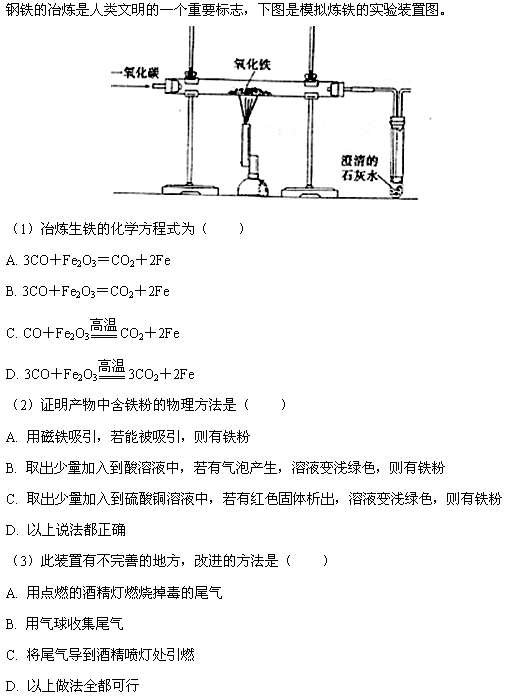 钢铁的冶炼是人类文明的一个重要标志，下图是模拟炼铁的实验装置图。
一氧化碳
氧化铁
澄清的
石灰水
（1）冶炼生铁的化学方程式为（　　）
A. 3CO＋Fe₂O₃＝CO₂＋2Fe
B. 3CO＋Fe₂O₃＝CO₂＋2Fe
C. CO＋Fe₂O₃ 高温 CO₂＋2Fe
D. 3CO＋Fe₂O₃ 高温 3CO₂＋2Fe
（2）证明产物中含铁粉的物理方法是（　　）
A. 用磁铁吸引，若能被吸引，则有铁粉
B. 取出少量加入到酸溶液中，若有气泡产生，溶液变浅绿色，则有铁粉
C. 取出少量加入到硫酸铜溶液中，若有红色固体析出，溶液变浅绿色，则有铁粉
D. 以上说法都正确
（3）此装置有不完善的地方，改进的方法是（　　）
A. 用点燃的酒精灯燃烧掉毒的尾气
B. 用气球收集尾气
C. 将尾气导到酒精喷灯处引燃
D. 以上做法全都可行